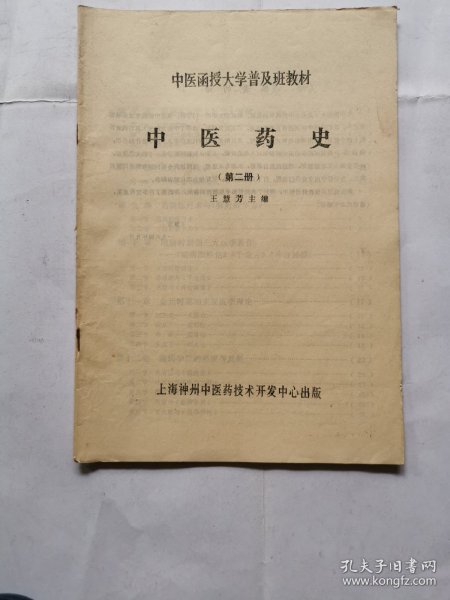 中医函授大学普及班教材
中医药史
(第二册)
王慧芳主编
上海神州中医药技术开发中心出版
孔夫子旧书网
www.kongfz.com